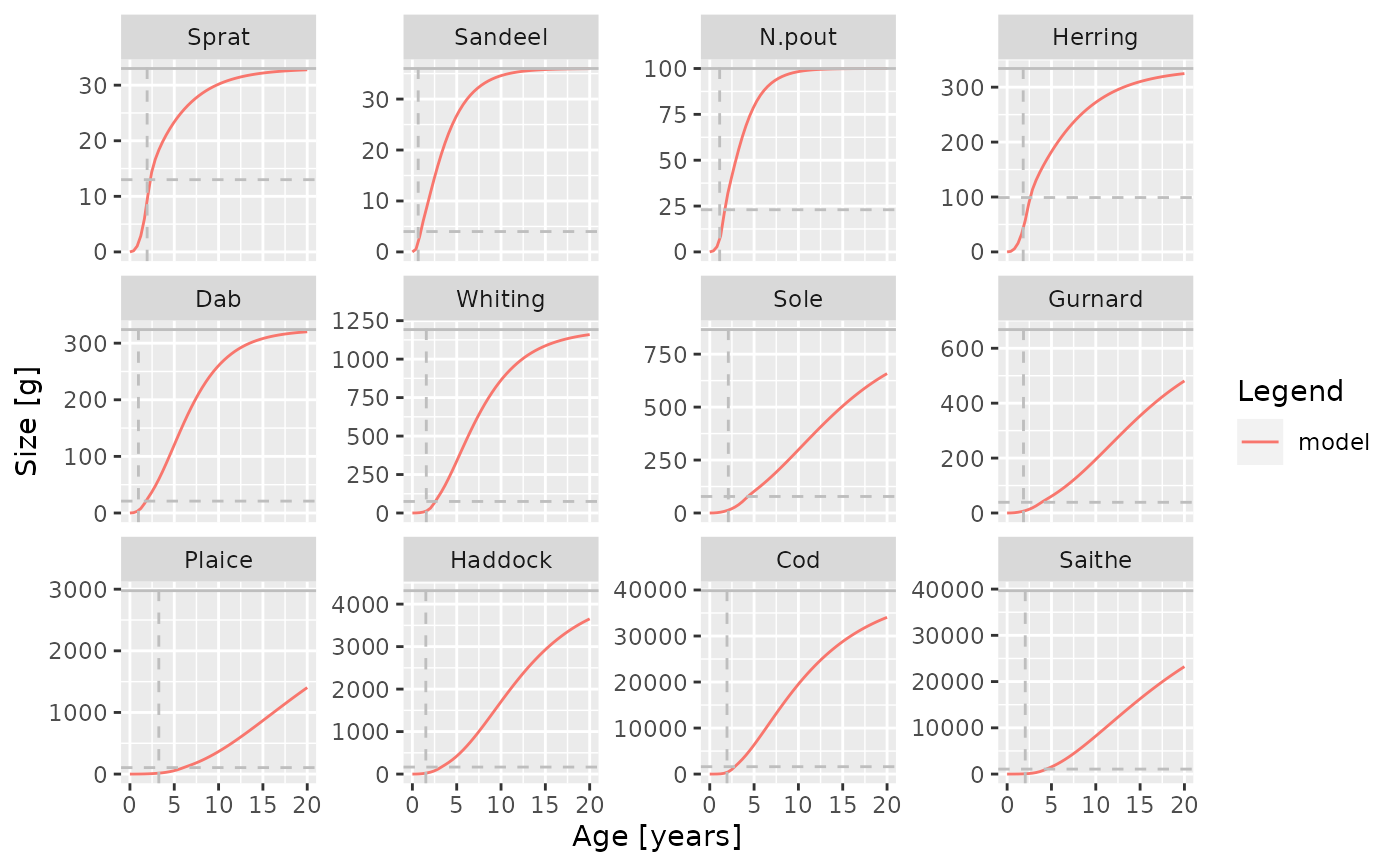 Sprat Sandeel N.pout Herring
30 20 10 0
30 20 10 0
100 75 50 25 0
300 200 100 0
Dab Whiting Sole Gurnard
300 200 100 0
1250 1000 750 500 250 0
750 500 250 0
600 400 200 0
Plaice Haddock Cod Saithe
3000 2000 1000 0
4000 3000 2000 1000 0
40000 30000 20000 10000 0
40000 30000 20000 10000 0
0 5 10 15 20 0 5 10 15 20 0 5 10 15 20 0 5 10 15 20
Age [years]
Size [g]
Legend
model